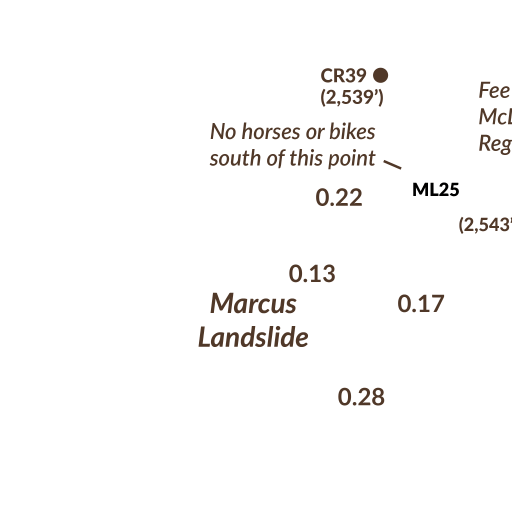 CR39
(2,539’)
Fee
No horses or bikes
south of this point
Reg
0.22
ML25
(2,543’
0.13
Marcus
Landslide
0.17
0.28